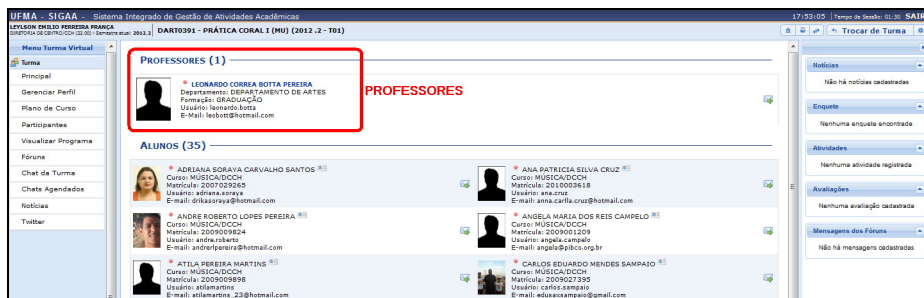 UFMA - SIGAA - Sistema Integrado de Gestão de Atividades Acadêmicas
17:53:05 Tempo de Sessão: 01:30 SAIR
LEYLSON EMILIO FERREIRA FRANÇA
DIRETORIA DE CENTRO/CCH (22.00) - Semestre atual: 2012.2
DART0391 - PRÁTICA CORAL I (MU) (2012 .2 - T01)
Trocar de Turma
Menu Turma Virtual
Turma
Principal
Gerenciar Perfil
Plano de Curso
Participantes
Visualizar Programa
Fóruns
Chat da Turma
Chats Agendados
Notícias
Twitter
PROFESSORES (1)
LEONARDO CORREA BOTTA PEREIRA
Departamento: DEPARTAMENTO DE ARTES
Formação: GRADUAÇÃO
Usuário: leonardo.botta
E-Mail: leobott@hotmail.com
PROFESSORES
ALUNOS (35)
ADRIANA SORAYA CARVALHO SANTOS
Curso: MÚSICA/DCCH
Matrícula: 2007029265
Usuário: adriana.soraya
E-mail: drikasoraya@hotmail.com
ANA PATRICIA SILVA CRUZ
Curso: MÚSICA/DCCH
Matrícula: 2010003618
Usuário: ana.cruz
E-mail: anna.carlla.cruz@hotmail.com
ANDRE ROBERTO LOPES PEREIRA
Curso: MÚSICA/DCCH
Matrícula: 2009009824
Usuário: andre.roberto
E-mail: andrerlpereira@hotmail.com
ANGELA MARIA DOS REIS CAMPELO
Curso: MÚSICA/DCCH
Matrícula: 2009001209
Usuário: angela.campelo
E-mail: angela@pibco.org.br
ATILA PEREIRA MARTINS
Curso: MÚSICA/DCCH
Matrícula: 2009009898
Usuário: atilamartins
E-mail: atilamartins_23@hotmail.com
CARLOS EDUARDO MENDES SAMPAIO
Curso: MÚSICA/DCCH
Matrícula: 2009027395
Usuário: carlos.sampaio
E-mail: edusaxsampaio@gmail.com
Notícias
Não há notícias cadastradas
Enquete
Nenhuma enquete encontrada
Atividades
Nenhuma atividade registrada
Avaliações
Nenhuma avaliação cadastrada
Mensagens dos Fóruns
Não há mensagens cadastradas